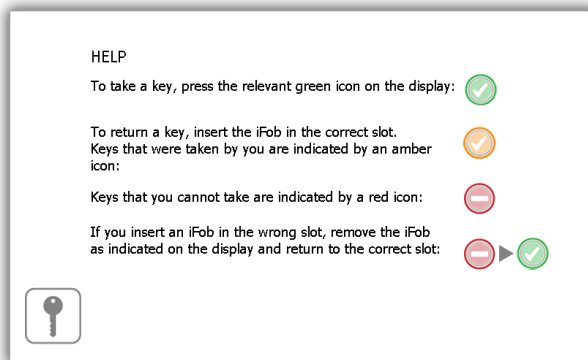 HELP
To take a key, press the relevant green icon on the display:
To return a key, insert the iFob in the correct slot.
Keys that were taken by you are indicated by an amber
icon:
Keys that you cannot take are indicated by a red icon:
If you insert an iFob in the wrong slot, remove the iFob
as indicated on the display and return to the correct slot: